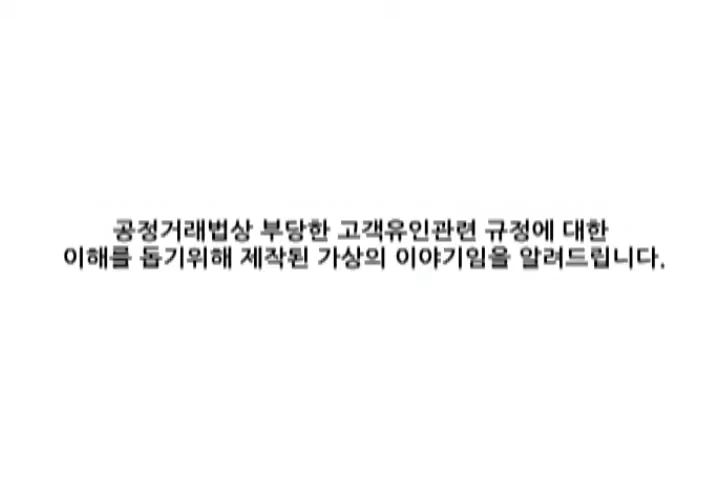 공정거래법상 부당한 고객유인관련 규정에 대한
이해를 돕기위해 제작된 가상의 이야기임을 알려드립니다.